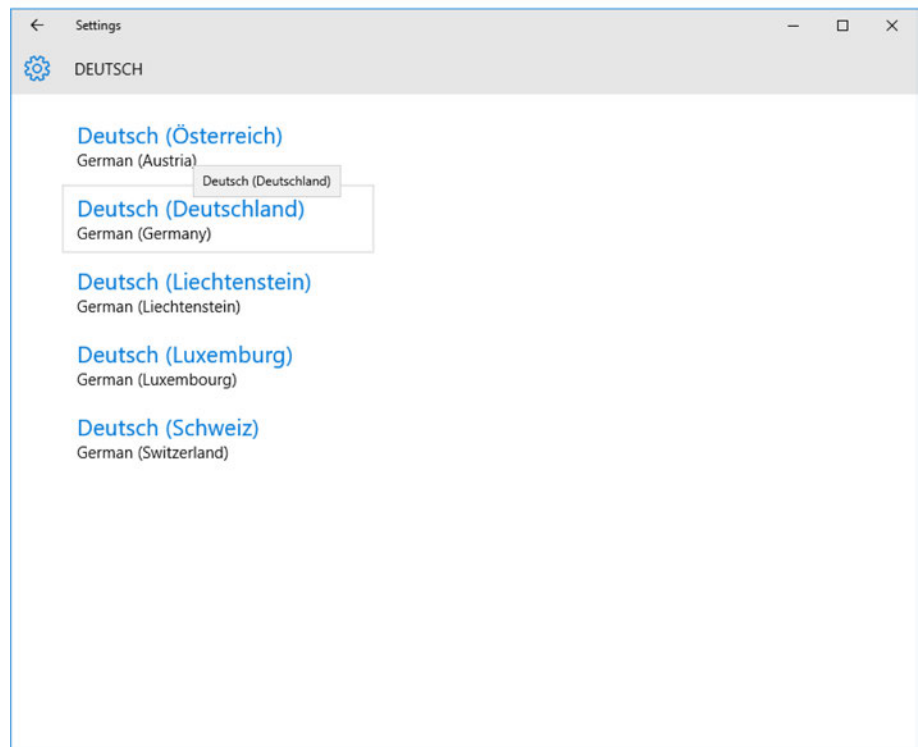 Settings
DEUTSCH
Deutsch (Österreich)
German (Austria)
Deutsch (Deutschland)
Deutsch (Deutschland)
German (Germany)
Deutsch (Liechtenstein)
German (Liechtenstein)
Deutsch (Luxemburg)
German (Luxembourg)
Deutsch (Schweiz)
German (Switzerland)